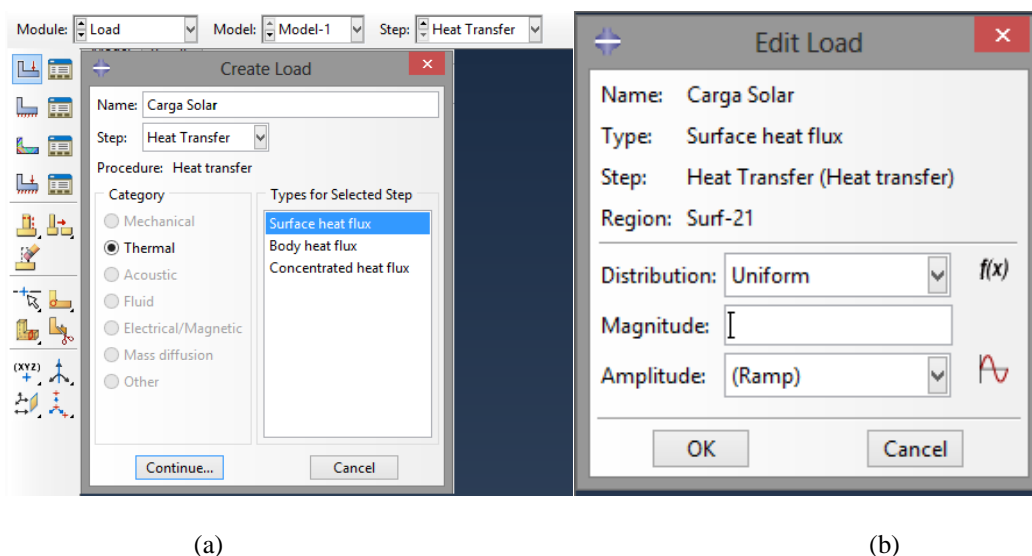 Module: Load Model: Model-1 Step: Heat Transfer
Create Load
Name: Carga Solar
Step: Heat Transfer
Procedure: Heat transfer
Category
Mechanical
Thermal
Acoustic
Fluid
Electrical/Magnetic
Mass diffusion
Other
Types for Selected Step
Surface heat flux
Body heat flux
Concentrated heat flux
Continue... Cancel
(XYZ)
Edit Load
Name: Carga Solar
Type: Surface heat flux
Step: Heat Transfer (Heat transfer)
Region: Surf-21
Distribution: Uniform f(x)
Magnitude:
Amplitude: (Ramp)
OK Cancel
(a) (b)